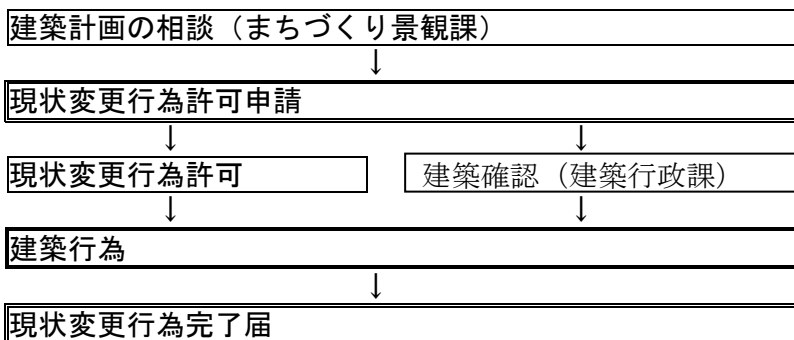 建築計画の相談（まちづくり景観課）
↓
現状変更行為許可申請
↓ ↓
現状変更行為許可 建築確認（建築行政課）
↓ ↓
建築行為
↓
現状変更行為完了届